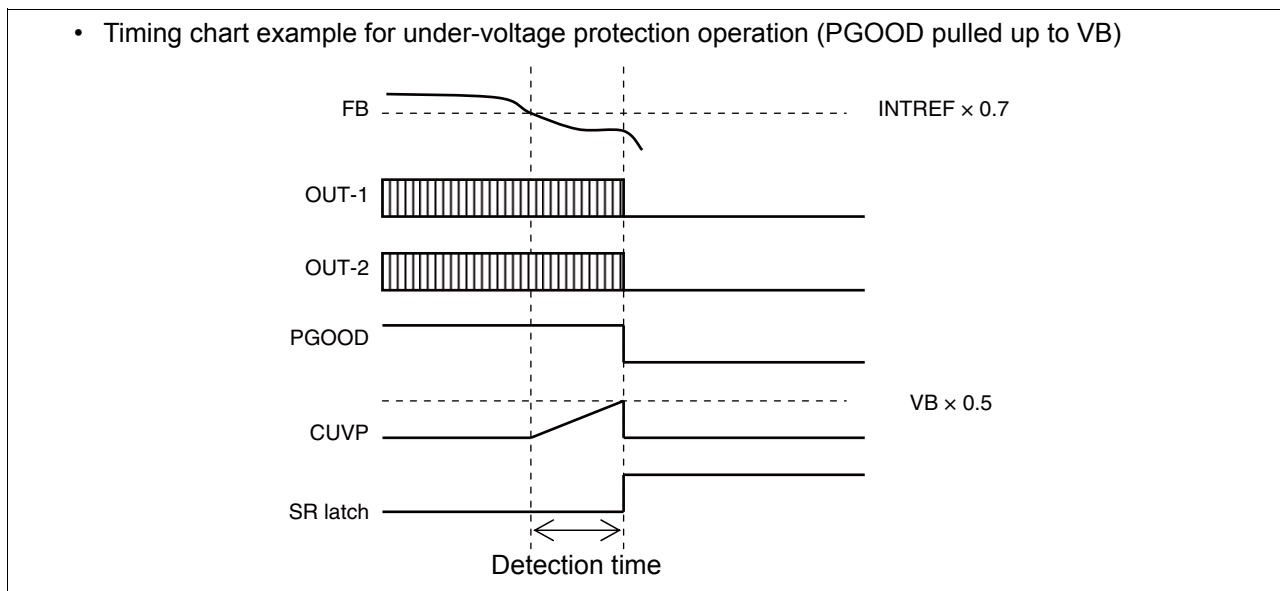 • Timing chart example for under-voltage protection operation (PGOOD pulled up to VB)
FB
INTREF × 0.7
OUT-1
OUT-2
PGOOD
VB × 0.5
CUVP
SR latch
Detection time